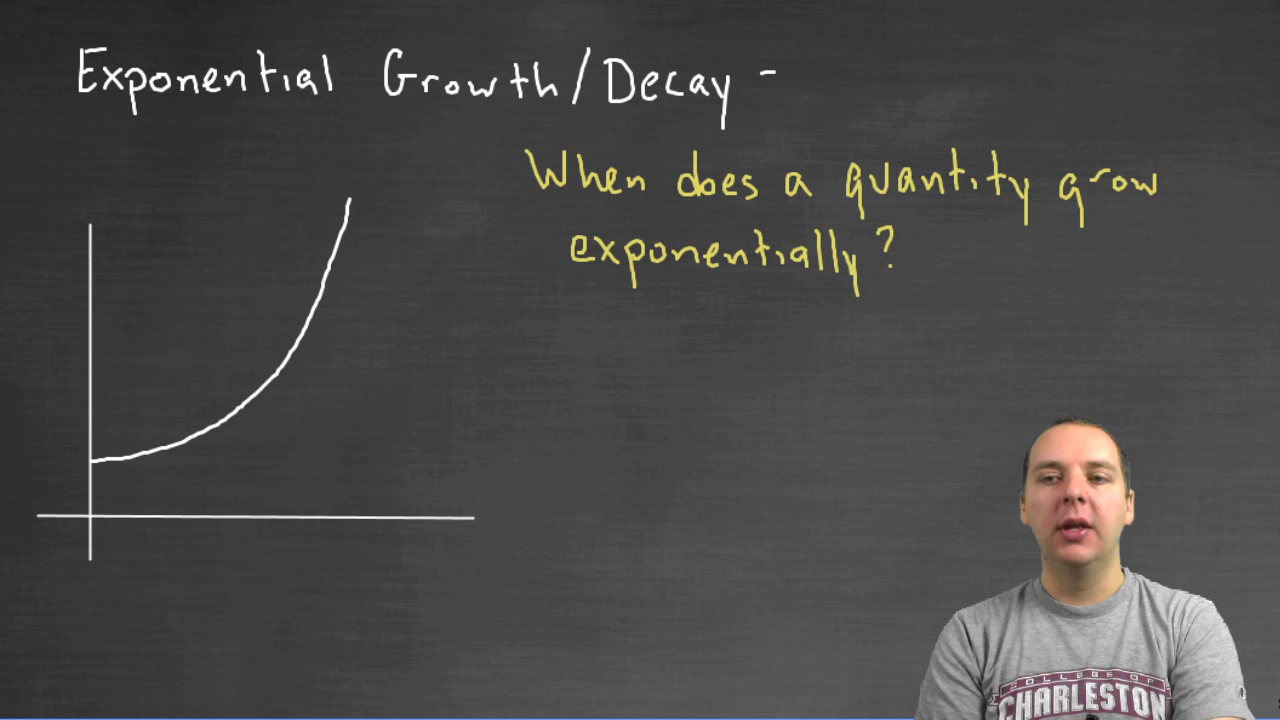 Exponential Growth/Decay -
When does a quantity grow
exponentially?
COLLEGE OF
CHARLESTON